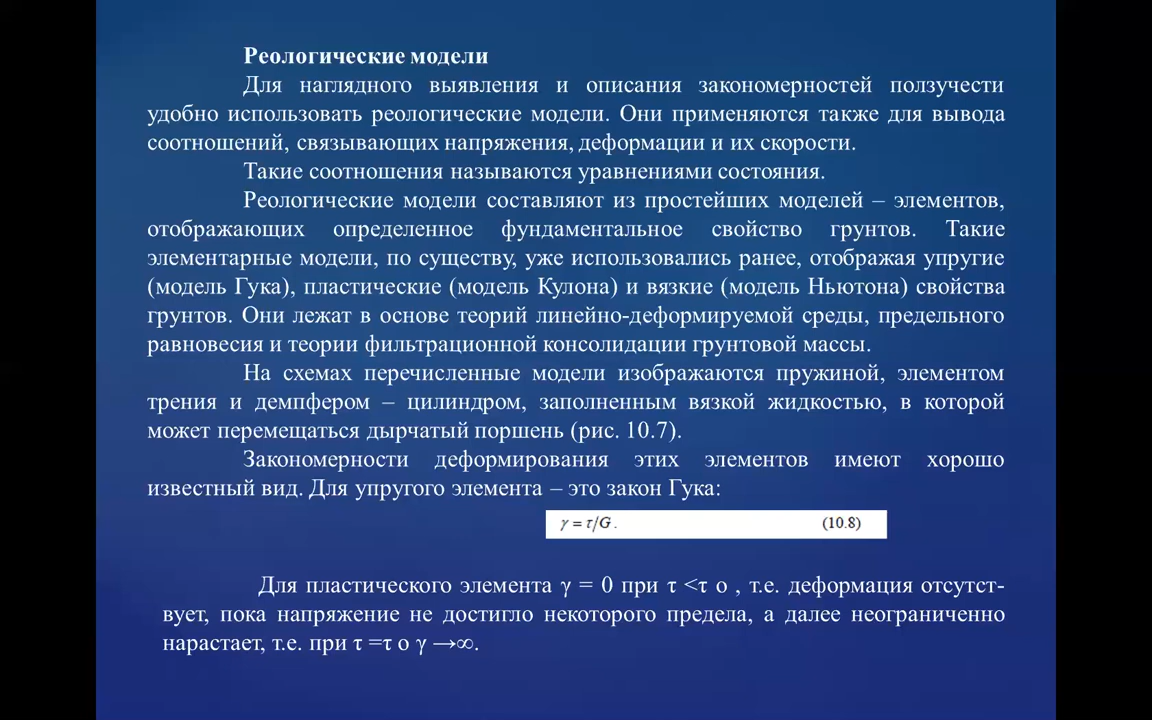 Реологические модели
Для наглядного выявления и описания закономерностей ползучести
удобно использовать реологические модели. Они применяются также для вывода
соотношений, связывающих напряжения, деформации и их скорости.
Такие соотношения называются уравнениями состояния.
Реологические модели составляют из простейших моделей – элементов,
отображающих определенное фундаментальное свойство грунтов. Такие
элементарные модели, по существу, уже использовались ранее, отображая упругие
(модель Гука), пластические (модель Кулона) и вязкие (модель Ньютона) свойства
грунтов. Они лежат в основе теорий линейно-деформируемой среды, предельного
равновесия и теории фильтрационной консолидации грунтовой массы.
На схемах перечисленные модели изображаются пружиной, элементом
трения и демпфером – цилиндром, заполненным вязкой жидкостью, в которой
может перемещаться дырчатый поршень (рис. 10.7).
Закономерности деформирования этих элементов имеют хорошо
известный вид. Для упругого элемента – это закон Гука:
γ = τ/G . (10.8)
Для пластического элемента γ = 0 при τ <τ о , т.е. деформация отсутст-
вует, пока напряжение не достигло некоторого предела, а далее неограниченно
нарастает, т.е. при τ =τ о γ →∞.